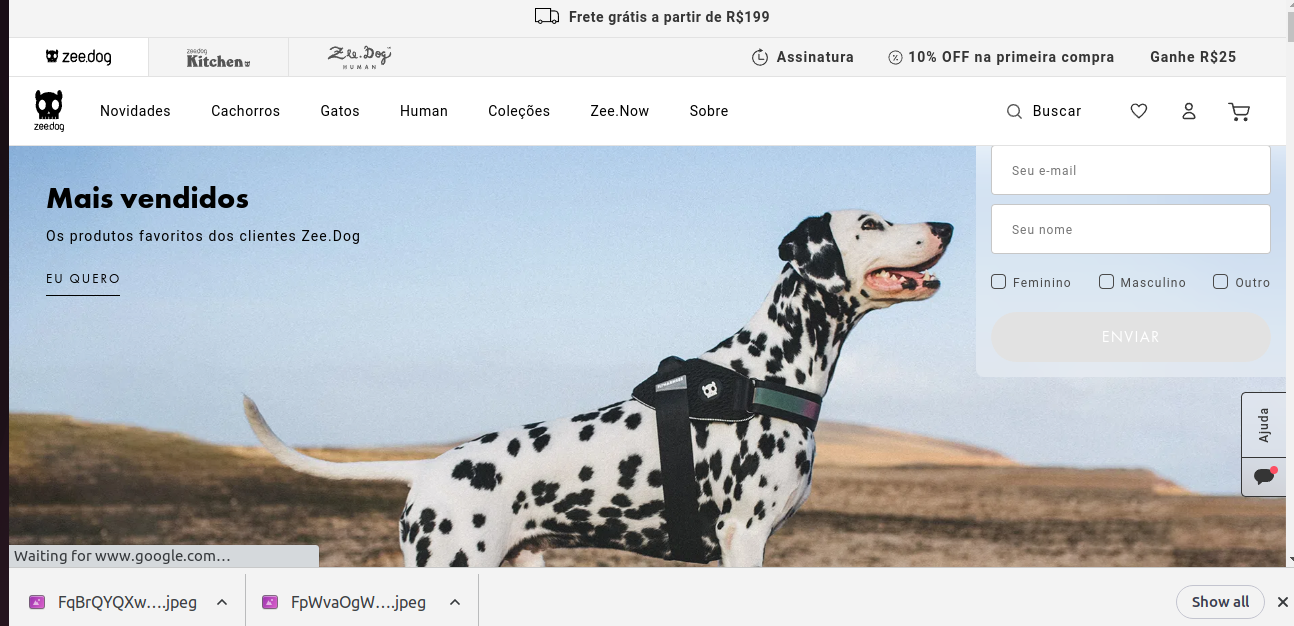 Frete grátis a partir de R$199
zee.dog
zeedog Kitchen
Zee.Dog HUMAN
Assinatura
10% OFF na primeira compra
Ganhe R$25
zee.dog
Novidades
Cachorros
Gatos
Human
Coleções
Zee.Now
Sobre
Buscar
Mais vendidos
Os produtos favoritos dos clientes Zee.Dog
EU QUERO
Seu e-mail
Seu nome
Feminino
Masculino
Outro
ENVIAR
Ajuda
Waiting for www.google.com...
FqBrQYQXw....jpeg
FpWvaOgW....jpeg
Show all